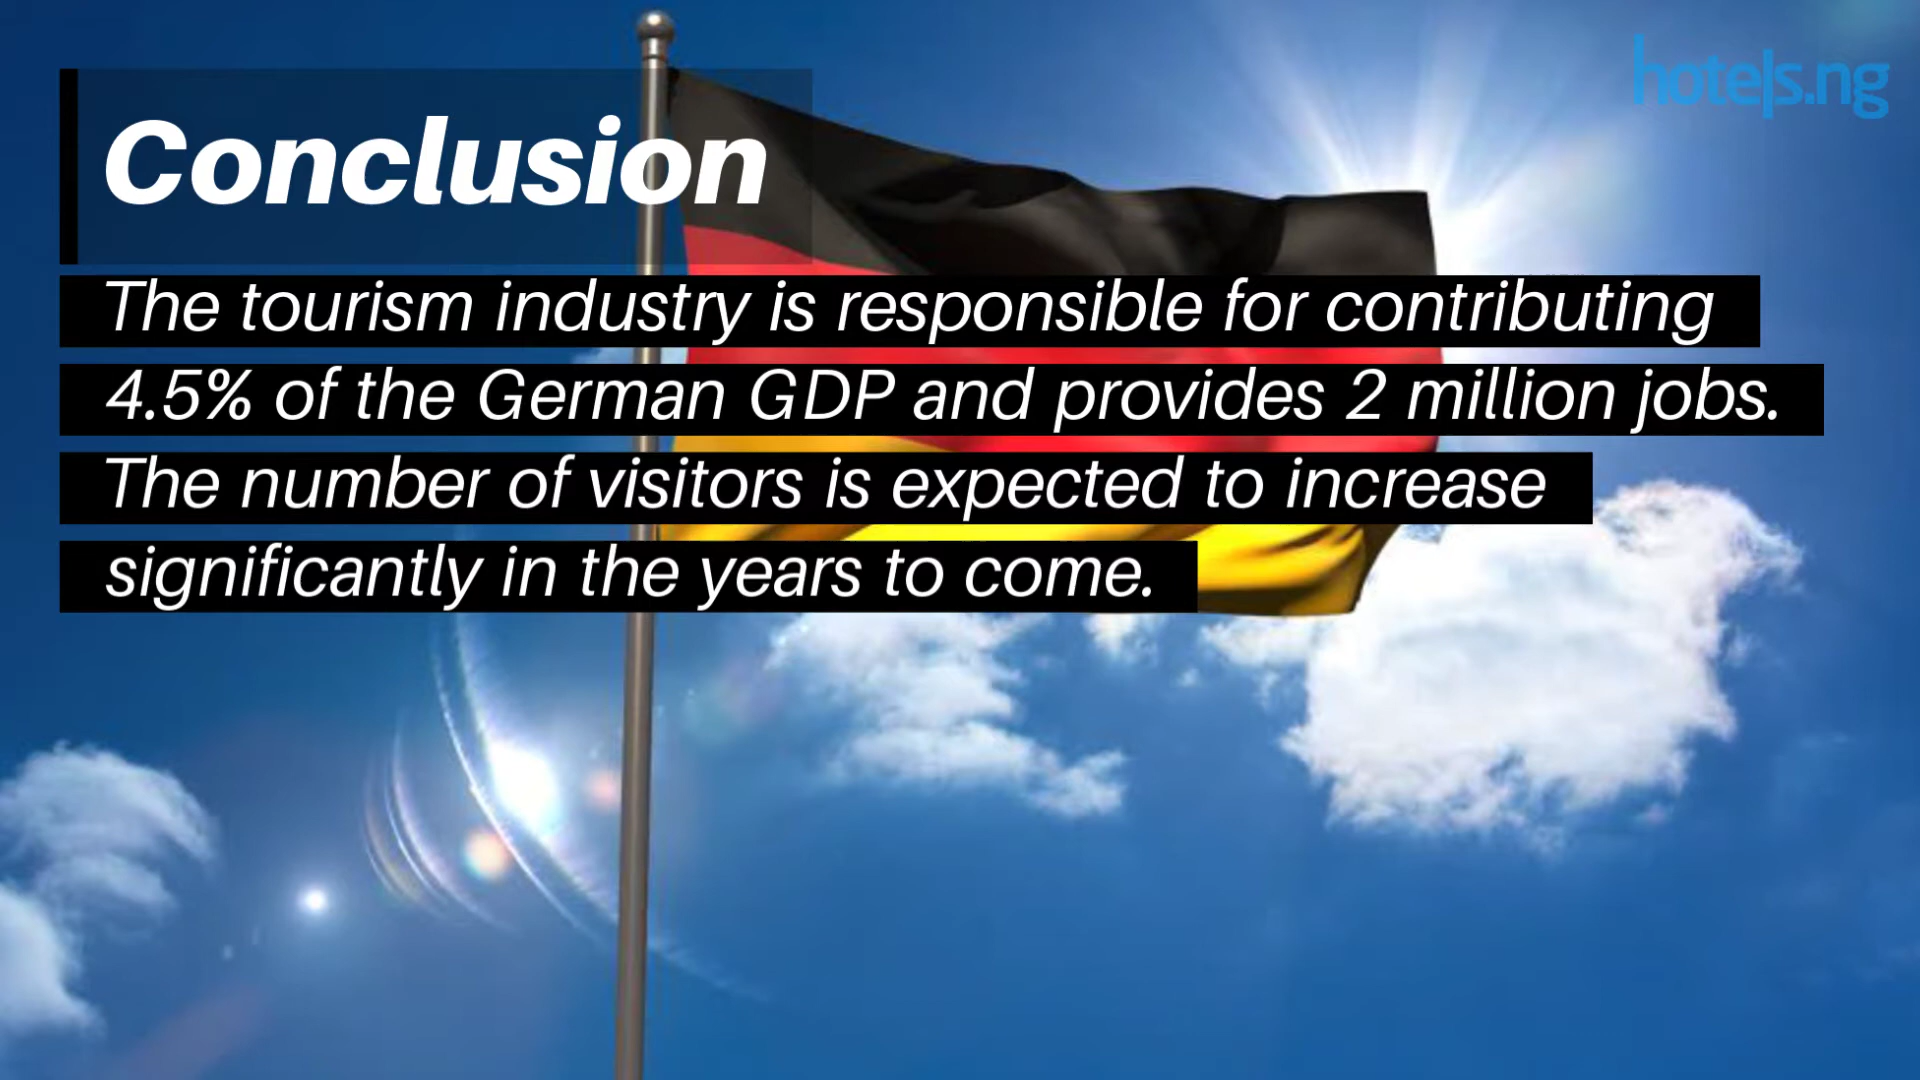 hotels.ng
Conclusion
The tourism industry is responsible for contributing
4.5% of the German GDP and provides 2 million jobs.
The number of visitors is expected to increase
significantly in the years to come.